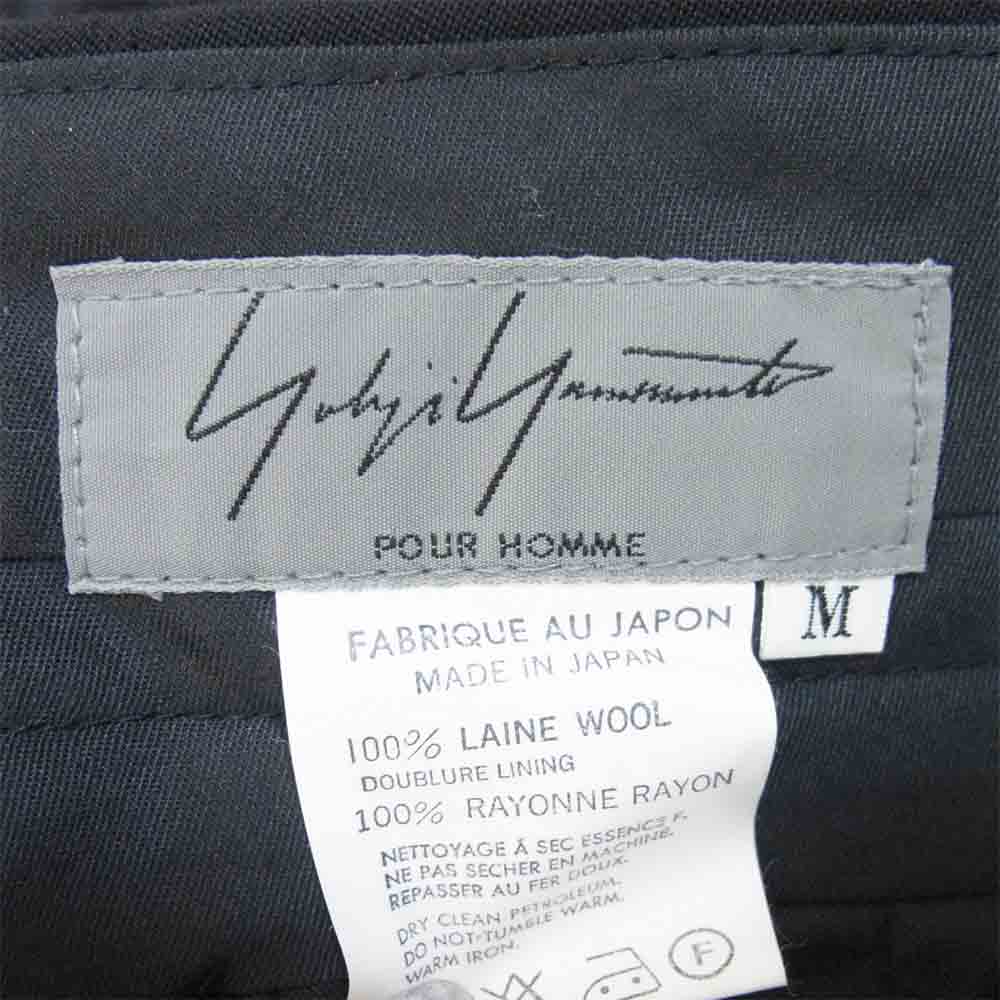 Yohji Yamamoto
POUR HOMME
M
FABRIQUE AU JAPON
MADE IN JAPAN
100% LAINE WOOL
DOUBLURE LINING
100% RAYONNE RAYON
NETTOYAGE À SEC ESSENCE F.
NE PAS SECHER EN MACHINE.
REPASSER AU FER DOUX.
DRY CLEAN PETROLEUM.
DO NOT-TUMBLE WARM.
WARM IRON.
F